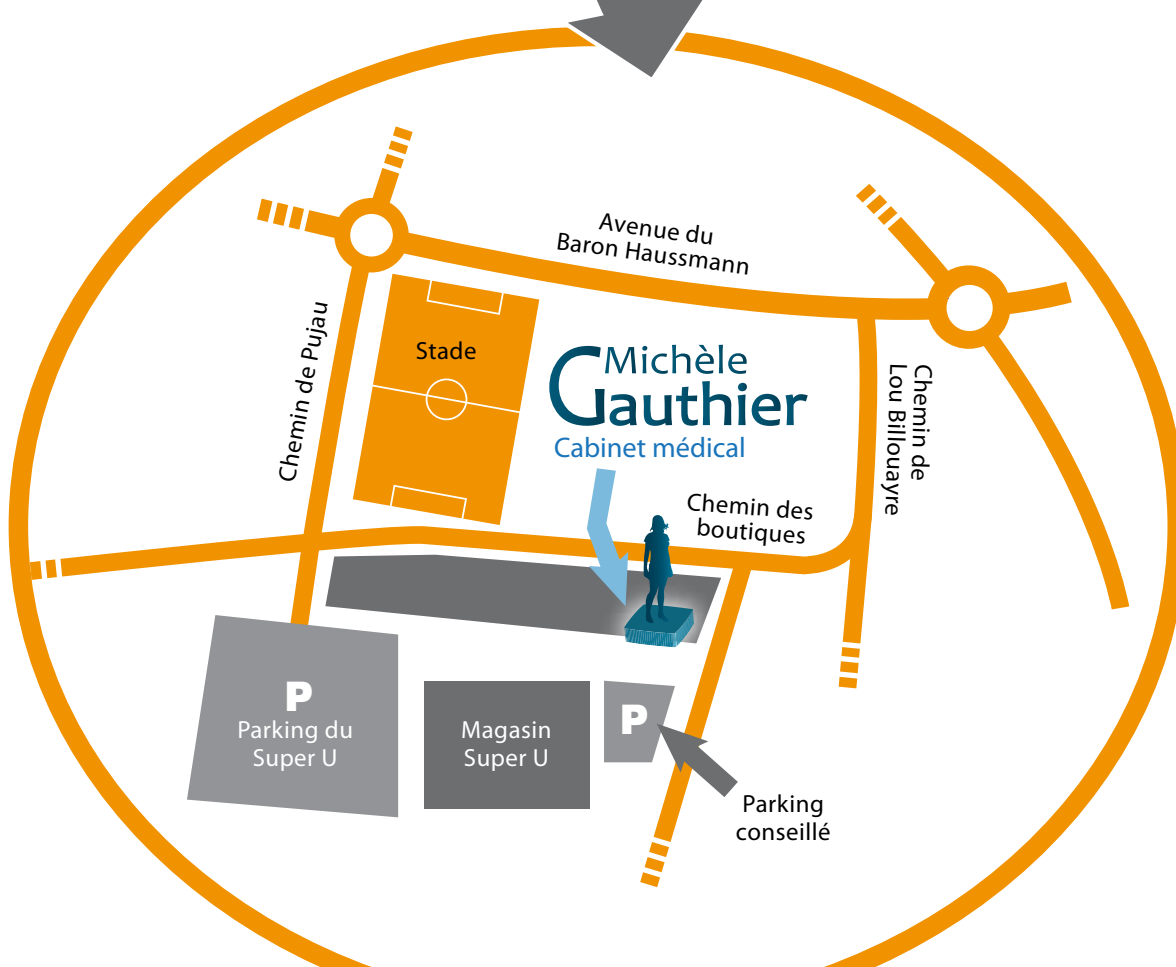 Avenue du
Baron Haussmann
Chemin de Pujau
Stade
Michèle
Gauthier
Cabinet médical
Chemin de
Lou Billouayre
Chemin des
boutiques
P
Parking du
Super U
Magasin
Super U
P
Parking
conseillé